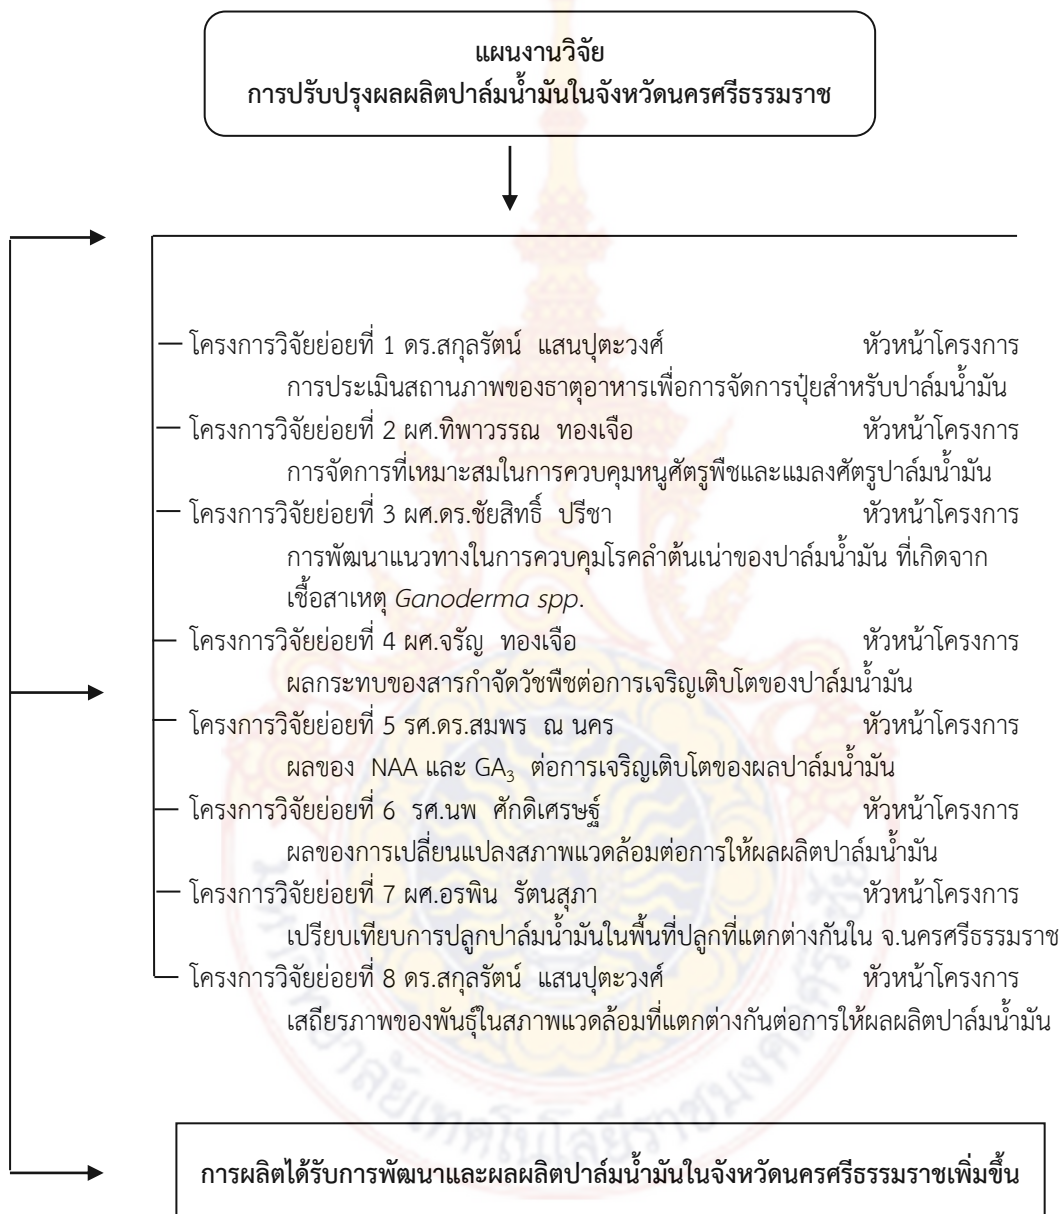 แผนงานวิจัย
การปรับปรุงผลผลิตปาล์มน้ำมันในจังหวัดนครศรีธรรมราช
โครงการวิจัยย่อยที่ 1 ดร.สกุลรัตน์ แสนปุตะวงศ์ หัวหน้าโครงการ
การประเมินสถานภาพของธาตุอาหารเพื่อการจัดการปุ๋ยสำหรับปาล์มน้ำมัน
โครงการวิจัยย่อยที่ 2 ผศ.ทิพาวรรณ ทองเจือ หัวหน้าโครงการ
การจัดการที่เหมาะสมในการควบคุมหนูศัตรูพืชและแมลงศัตรูปาล์มน้ำมัน
โครงการวิจัยย่อยที่ 3 ผศ.ดร.ชัยสิทธิ์ ปรีชา หัวหน้าโครงการ
การพัฒนาแนวทางในการควบคุมโรคลำต้นเน่าของปาล์มน้ำมัน ที่เกิดจาก
เชื้อสาเหตุ Ganoderma spp.
โครงการวิจัยย่อยที่ 4 ผศ.จรัญ ทองเจือ หัวหน้าโครงการ
ผลกระทบของสารกำจัดวัชพืชต่อการเจริญเติบโตของปาล์มน้ำมัน
โครงการวิจัยย่อยที่ 5 รศ.ดร.สมพร ณ นคร หัวหน้าโครงการ
ผลของ NAA และ GA₃ ต่อการเจริญเติบโตของผลปาล์มน้ำมัน
โครงการวิจัยย่อยที่ 6 รศ.นพ ศักดิเศรษฐ์ หัวหน้าโครงการ
ผลของการเปลี่ยนแปลงสภาพแวดล้อมต่อการให้ผลผลิตปาล์มน้ำมัน
โครงการวิจัยย่อยที่ 7 ผศ.อรพิน รัตนสุภา หัวหน้าโครงการ
เปรียบเทียบการปลูกปาล์มน้ำมันในพื้นที่ปลูกที่แตกต่างกันใน จ.นครศรีธรรมราช
โครงการวิจัยย่อยที่ 8 ดร.สกุลรัตน์ แสนปุตะวงศ์ หัวหน้าโครงการ
เสถียรภาพของพันธุ์ในสภาพแวดล้อมที่แตกต่างกันต่อการให้ผลผลิตปาล์มน้ำมัน
การผลิตได้รับการพัฒนาและผลผลิตปาล์มน้ำมันในจังหวัดนครศรีธรรมราชเพิ่มขึ้น